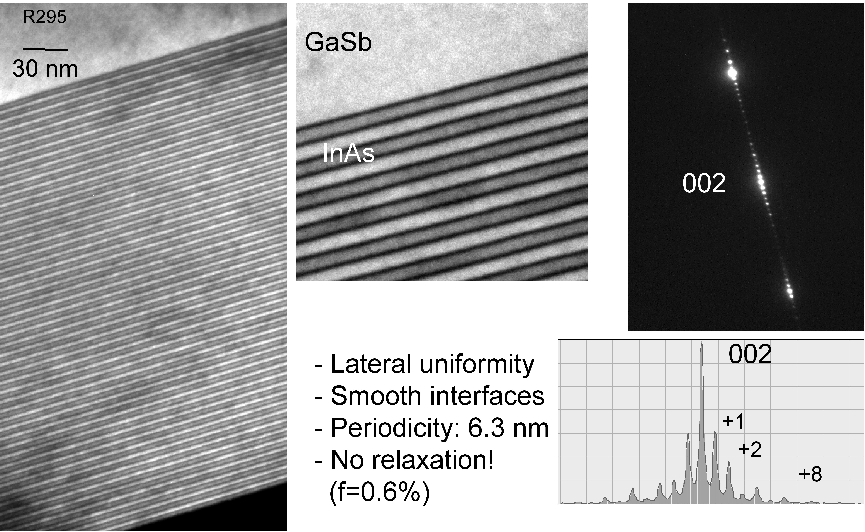 R295
30 nm
GaSb
InAs
002
- Lateral uniformity
- Smooth interfaces
- Periodicity: 6.3 nm
- No relaxation!
(f=0.6%)
002
+1
+2
+8